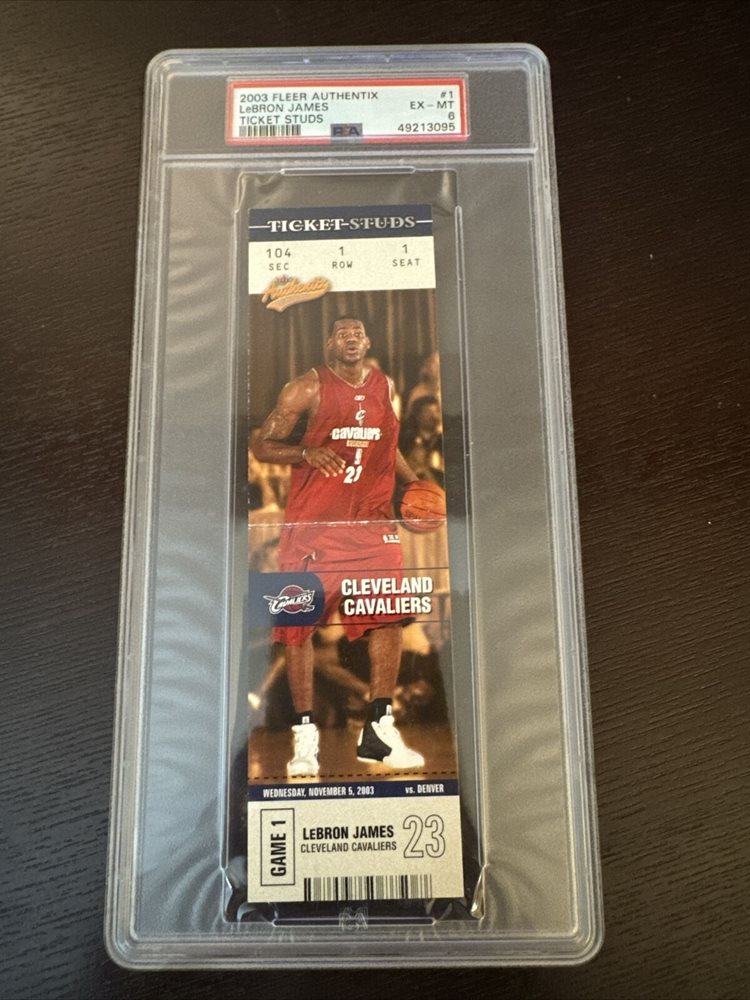 2003 FLEER AUTHENTIX #1
LeBRON JAMES EX-MT
TICKET STUDS 6
PSA 49213095
TICKET STUDS
104 1 1
SEC ROW SEAT
Authentix
CAVALIERS
23
CAVALIERS
CLEVELAND
CAVALIERS
WEDNESDAY, NOVEMBER 5, 2003 vs. DENVER
GAME 1
LEBRON JAMES
CLEVELAND CAVALIERS
23